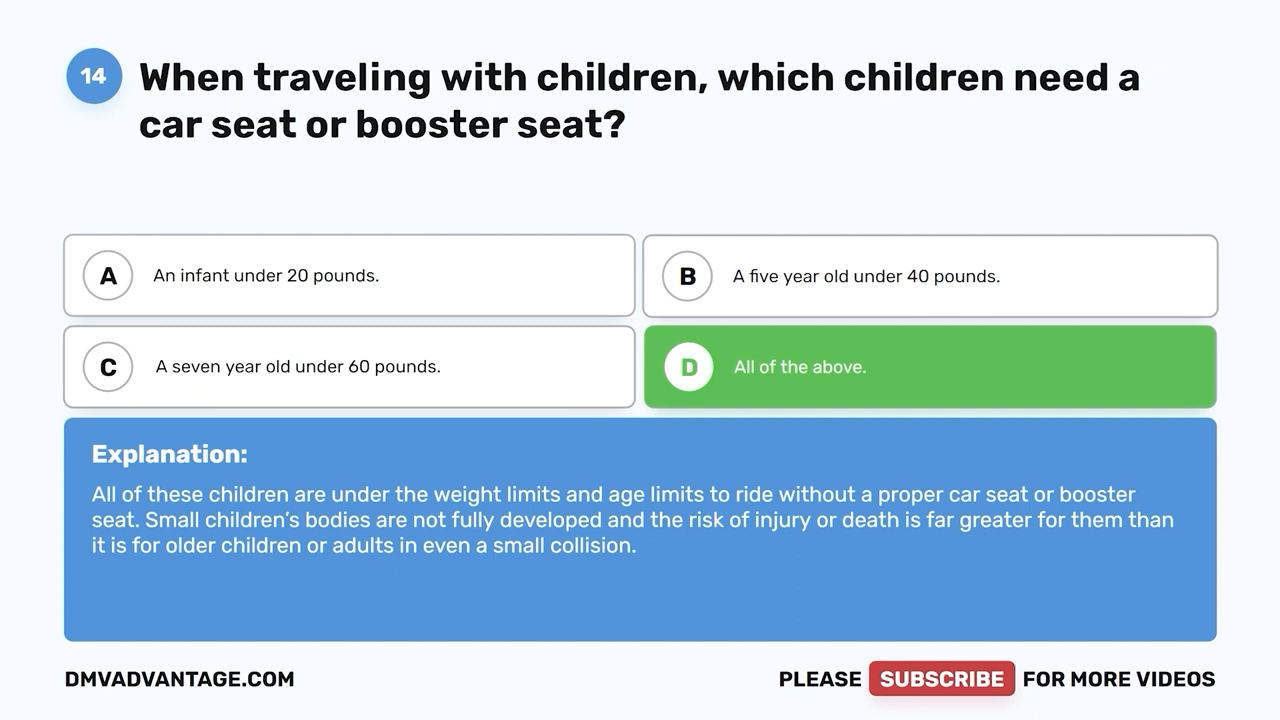 14
When traveling with children, which children need a
car seat or booster seat?
A An infant under 20 pounds.
B A five year old under 40 pounds.
C A seven year old under 60 pounds.
D All of the above.
Explanation:
All of these children are under the weight limits and age limits to ride without a proper car seat or booster
seat. Small children’s bodies are not fully developed and the risk of injury or death is far greater for them than
it is for older children or adults in even a small collision.
DMVADVANTAGE.COM
PLEASE SUBSCRIBE FOR MORE VIDEOS